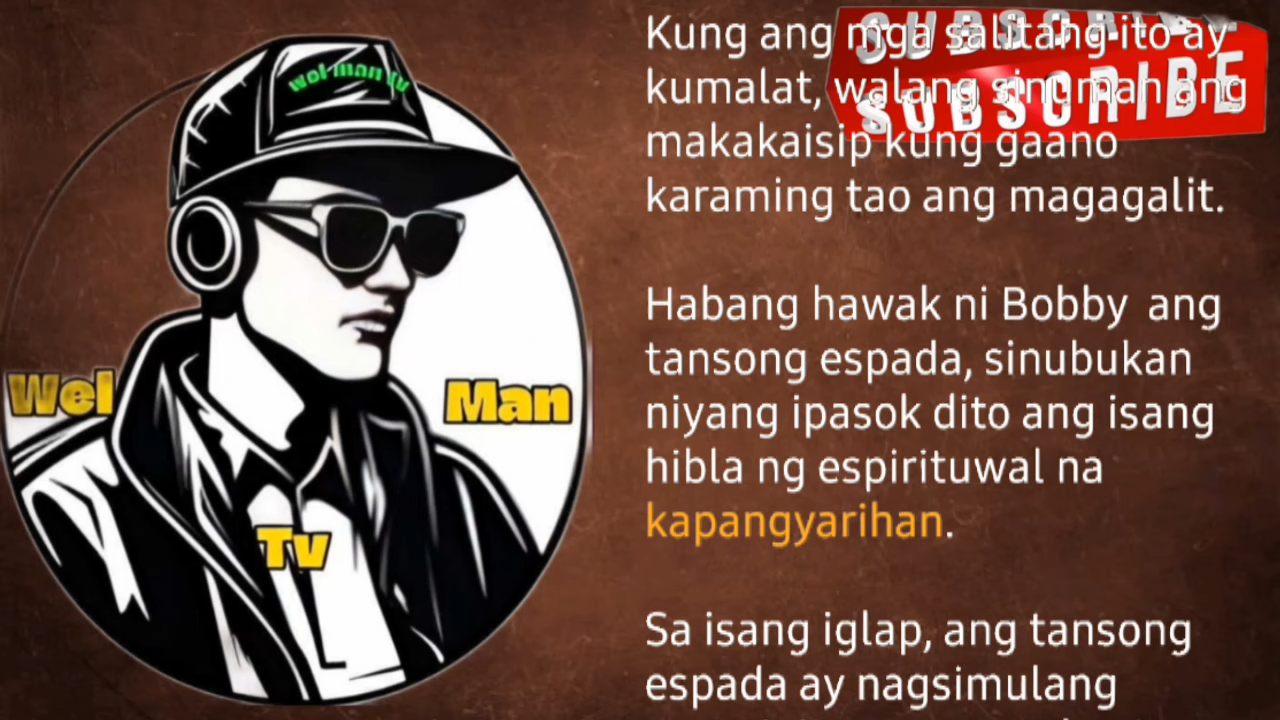 wel man tv
Wel
Man
Tv
SUBSCRIBE
SUBSCRIBE
Kung ang mga salitang ito ay
kumalat, walang sinuman ang
makakaisip kung gaano
karaming tao ang magagalit.
Habang hawak ni Bobby ang
tansong espada, sinubukan
niyang ipasok dito ang isang
hibla ng espirituwal na
kapangyarihan.
Sa isang iglap, ang tansong
espada ay nagsimulang